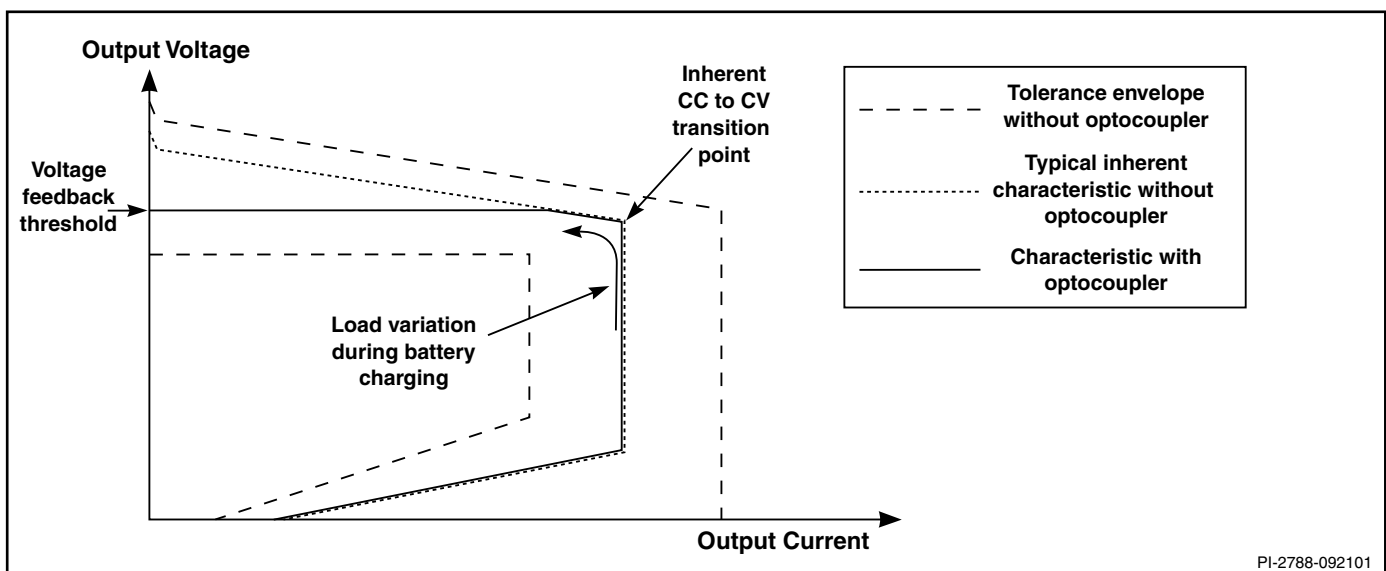 Output Voltage
Inherent
CC to CV
transition
point
Tolerance envelope
without optocoupler
Typical inherent
characteristic without
optocoupler
Characteristic with
optocoupler
Voltage
feedback
threshold
Load variation
during battery
charging
Output Current
PI-2788-092101